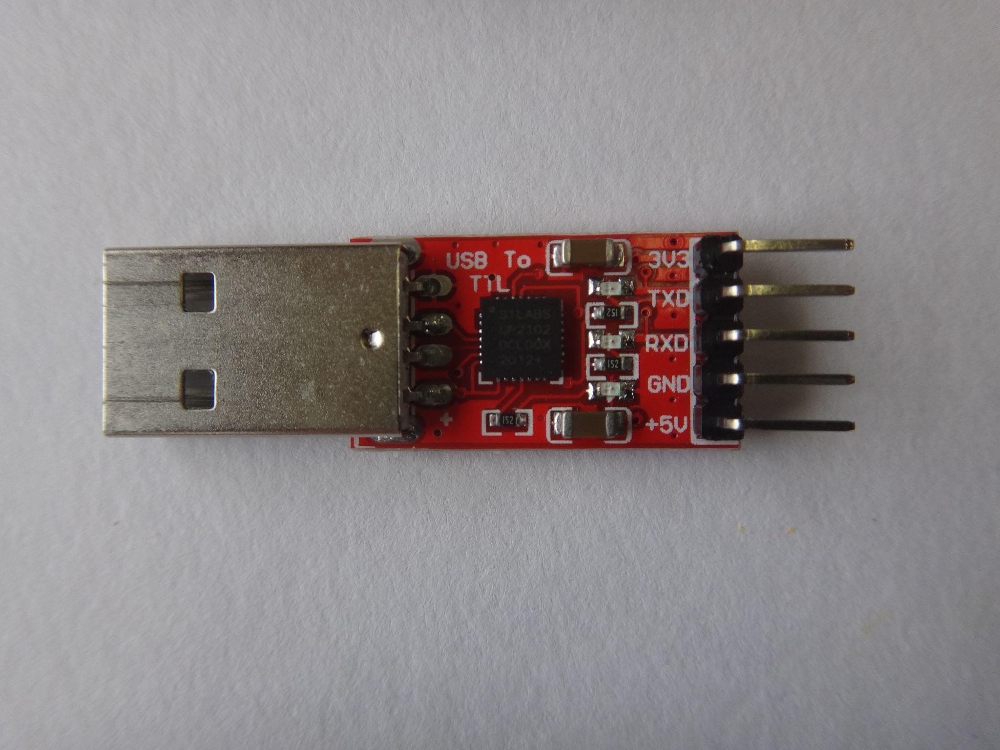 USB To
TTL
3V3
TXD
RXD
GND
+5V
SILABS
CP2102
DCL00X
2012+
152
152
152
+